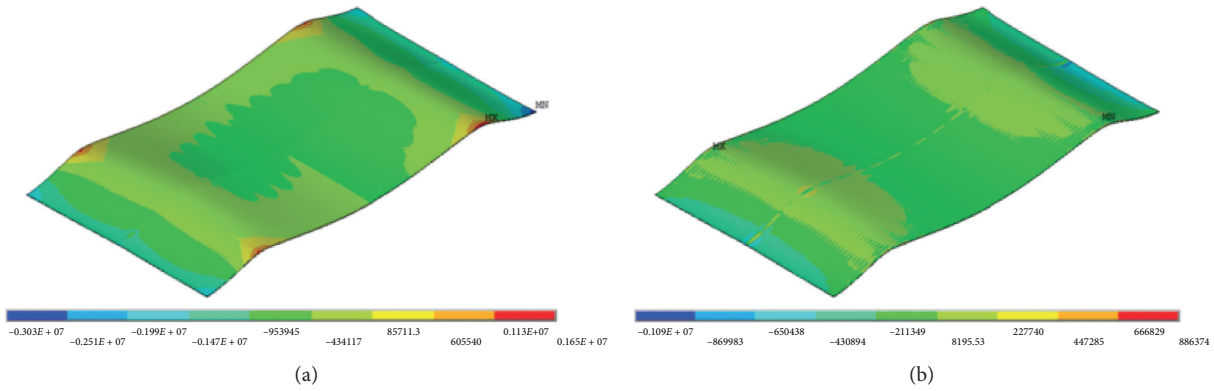 MN
MX
MX
MN
−0.303E + 07 −0.199E + 07 −953945 85711.3 0.113E+07
−0.251E + 07 −0.147E + 07 −434117 605540 0.165E + 07
−0.109E + 07 −650438 −211349 227740 666829
−869983 −430894 8195.53 447285 886374
(a)
(b)